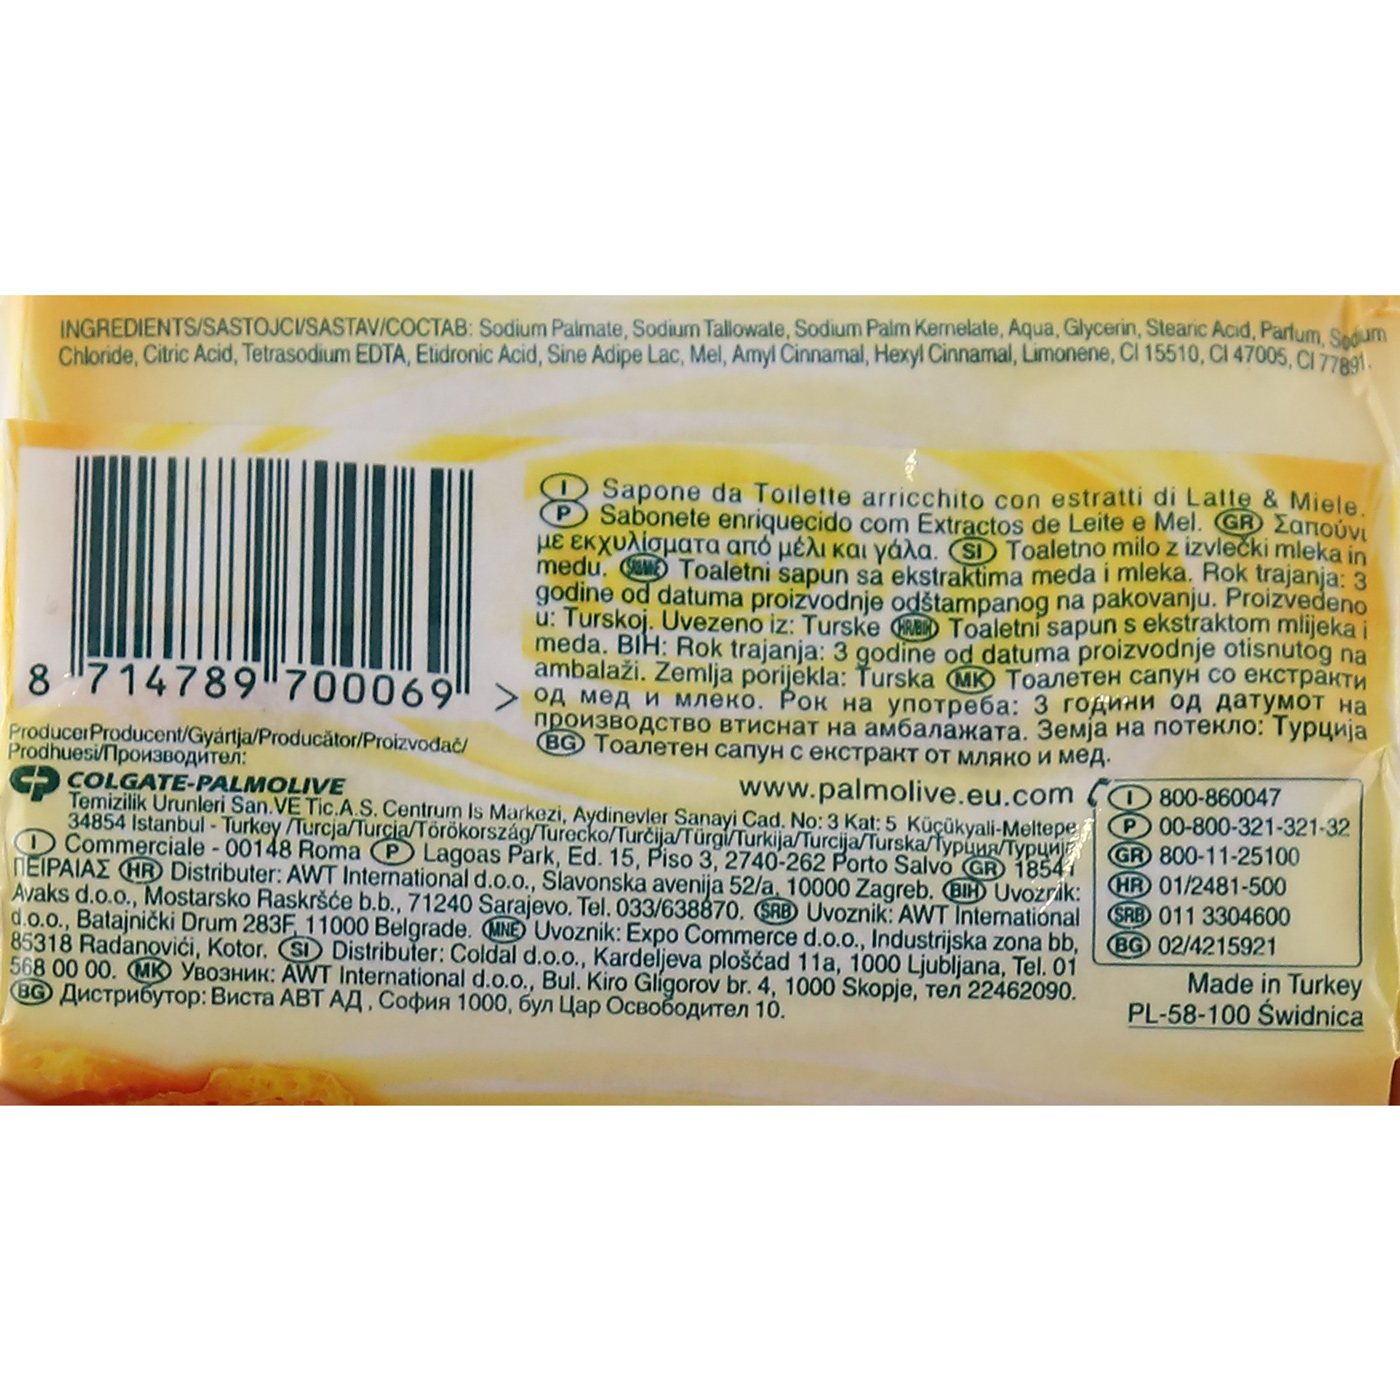 INGREDIENTS/SASTOJCI/SASTAV/COCTAB: Sodium Palmate, Sodium Tallowate, Sodium Palm Kernelate, Aqua, Glycerin, Stearic Acid, Parfum, Sodium
Chloride, Citric Acid, Tetrasodium EDTA, Etidronic Acid, Sine Adipe Lac, Mel, Amyl Cinnamal, Hexyl Cinnamal, Limonene, CI 15510, CI 47005, CI 77891.
I Sapone da Toilette arricchito con estratti di Latte & Miele.
P Sabonete enriquecido com Extractos de Leite e Mel. GR Σαπούνι
με εκχυλίσματα από μέλι και γάλα. SI Toaletno milo z izvlečki mleka in
medu. SRB/MNE Toaletni sapun sa ekstraktima meda i mleka. Rok trajanja: 3
godine od datuma proizvodnje odštampanog na pakovanju. Proizvedeno
u: Turskoj. Uvezeno iz: Turske HR/BIH Toaletni sapun s ekstraktom mlijeka i
meda. BIH: Rok trajanja: 3 godine od datuma proizvodnje otisnutog na
ambalaži. Zemlja porijekla: Turska MK Тоалетен сапун со екстракти
од мед и млеко. Рок на употреба: 3 години од датумот на
производство втиснат на амбалажата. Земја на потекло: Турција
BG Тоалетен сапун с екстракт от мляко и мед.
8 714789 700069 >
Producer/Producent/Gyártja/Producător/Proizvođač/
Prodhuesi/Производител:
CP COLGATE-PALMOLIVE
www.palmolive.eu.com
Temizilik Urunleri San.VE Tic.A.S. Centrum Is Markezi, Aydinevler Sanayi Cad. No: 3 Kat: 5 Küçükyali-Meltepe
34854 Istanbul - Turkey /Turcja/Turcia/Törökország/Turecko/Turčija/Türgi/Turkija/Turcija/Turska/Турция/Турција
I Commerciale - 00148 Roma P Lagoas Park, Ed. 15, Piso 3, 2740-262 Porto Salvo GR 18541
ΠΕΙΡΑΙΑΣ HR Distributer: AWT International d.o.o., Slavonska avenija 52/a, 10000 Zagreb. BIH Uvoznik:
Avaks d.o.o., Mostarsko Raskršće b.b., 71240 Sarajevo. Tel. 033/638870. SRB Uvoznik: AWT International
d.o.o., Batajnički Drum 283F, 11000 Belgrade. MNE Uvoznik: Expo Commerce d.o.o., Industrijska zona bb,
85318 Radanovići, Kotor. SI Distributer: Coldal d.o.o., Kardeljeva ploščad 11a, 1000 Ljubljana, Tel. 01
568 00 00. MK Увозник: AWT International d.o.o., Bul. Kiro Gligorov br. 4, 1000 Skopje, тел 22462090.
BG Дистрибутор: Виста АВТ АД, София 1000, бул Цар Освободител 10.
I 800-860047
P 00-800-321-321-32
GR 800-11-25100
HR 01/2481-500
SRB 011 3304600
BG 02/4215921
Made in Turkey
PL-58-100 Świdnica